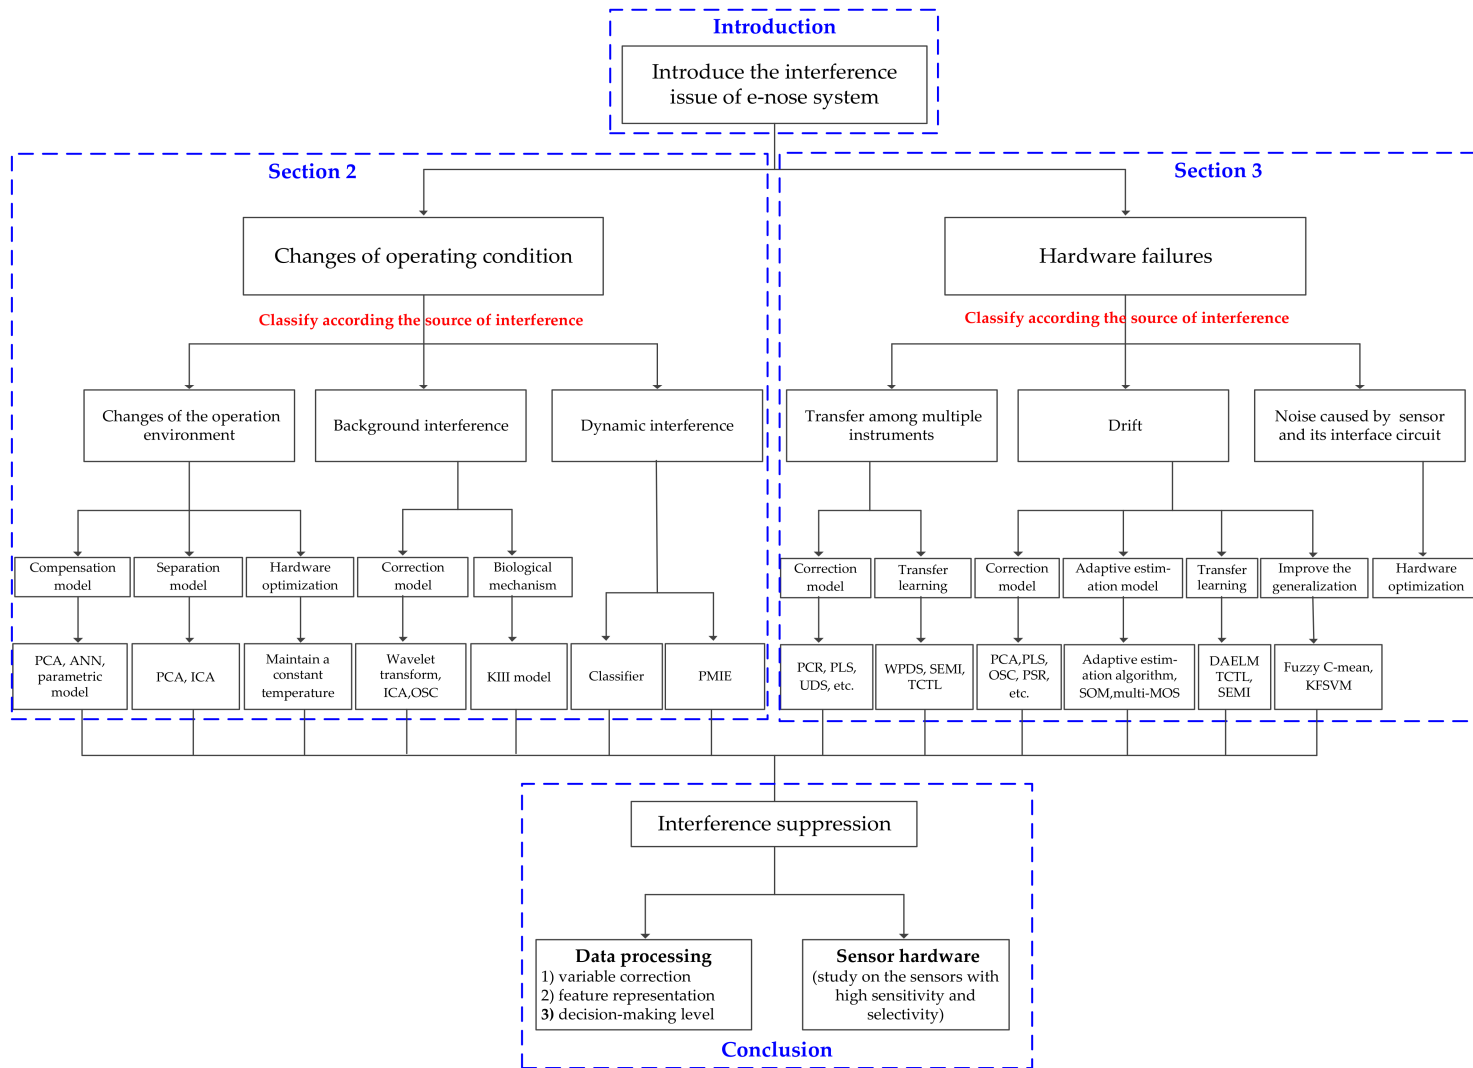 Introduction
Introduce the interference
issue of e-nose system
Section 2
Section 3
Changes of operating condition
Hardware failures
Classify according the source of interference
Classify according the source of interference
Changes of the operation
environment
Background interference
Dynamic interference
Transfer among multiple
instruments
Drift
Noise caused by sensor
and its interface circuit
Compensation
model
Separation
model
Hardware
optimization
Correction
model
Biological
mechanism
Correction
model
Transfer
learning
Correction
model
Adaptive estim-
ation model
Transfer
learning
Improve the
generalization
Hardware
optimization
PCA, ANN,
parametric
model
PCA, ICA
Maintain a
constant
temperature
Wavelet
transform,
ICA,OSC
KIII model
Classifier
PMIE
PCR, PLS,
UDS, etc.
WPDS, SEMI,
TCTL
PCA,PLS,
OSC, PSR,
etc.
Adaptive estim-
ation algorithm,
SOM,multi-MOS
DAELM
TCTL,
SEMI
Fuzzy C-mean,
KFSVM
Interference suppression
Data processing
1) variable correction
2) feature representation
3) decision-making level
Sensor hardware
(study on the sensors with
high sensitivity and
selectivity)
Conclusion